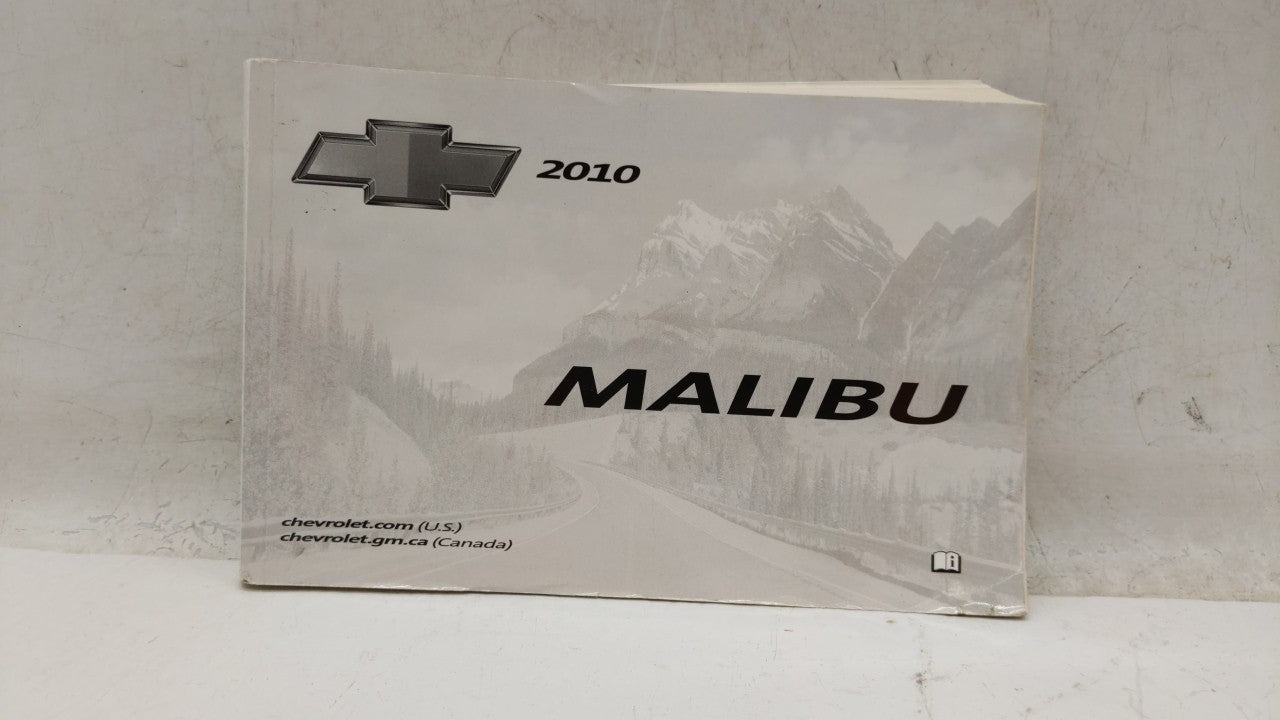 2010
MALIBU
chevrolet.com (U.S.)
chevrolet.gm.ca (Canada)
i